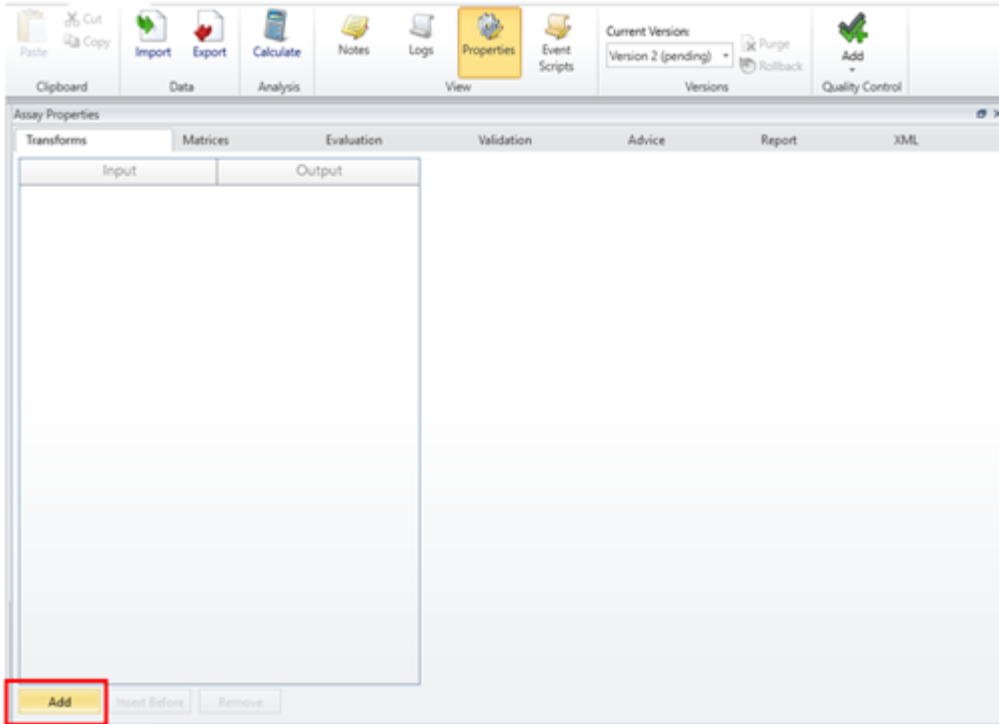 Paste
Cut
Copy
Clipboard
Import
Export
Data
Calculate
Analysis
Notes
Logs
Properties
Event
Scripts
View
Current Version:
Version 2 (pending)
Purge
Rollback
Versions
Add
Quality Control
Assay Properties
Transforms Matrices Evaluation Validation Advice Report XML
Input Output
Add Insert Before Remove